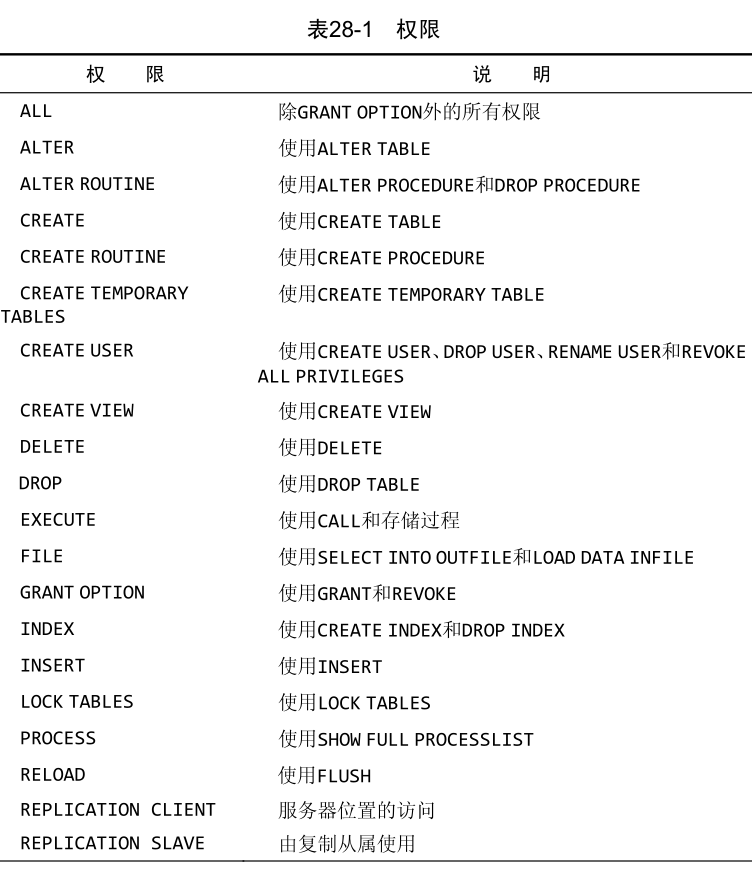 表28-1 权限
权 限 说 明
ALL 除GRANT OPTION外的所有权限
ALTER 使用ALTER TABLE
ALTER ROUTINE 使用ALTER PROCEDURE和DROP PROCEDURE
CREATE 使用CREATE TABLE
CREATE ROUTINE 使用CREATE PROCEDURE
CREATE TEMPORARY 使用CREATE TEMPORARY TABLE
TABLES
CREATE USER 使用CREATE USER、DROP USER、RENAME USER和REVOKE
ALL PRIVILEGES
CREATE VIEW 使用CREATE VIEW
DELETE 使用DELETE
DROP 使用DROP TABLE
EXECUTE 使用CALL和存储过程
FILE 使用SELECT INTO OUTFILE和LOAD DATA INFILE
GRANT OPTION 使用GRANT和REVOKE
INDEX 使用CREATE INDEX和DROP INDEX
INSERT 使用INSERT
LOCK TABLES 使用LOCK TABLES
PROCESS 使用SHOW FULL PROCESSLIST
RELOAD 使用FLUSH
REPLICATION CLIENT 服务器位置的访问
REPLICATION SLAVE 由复制从属使用